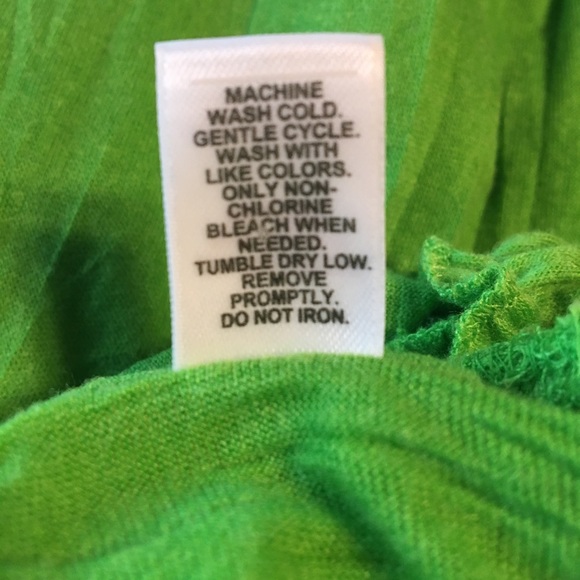 MACHINE
WASH COLD.
GENTLE CYCLE.
WASH WITH
LIKE COLORS.
ONLY NON-
CHLORINE
BLEACH WHEN
NEEDED.
TUMBLE DRY LOW.
REMOVE
PROMPTLY.
DO NOT IRON.